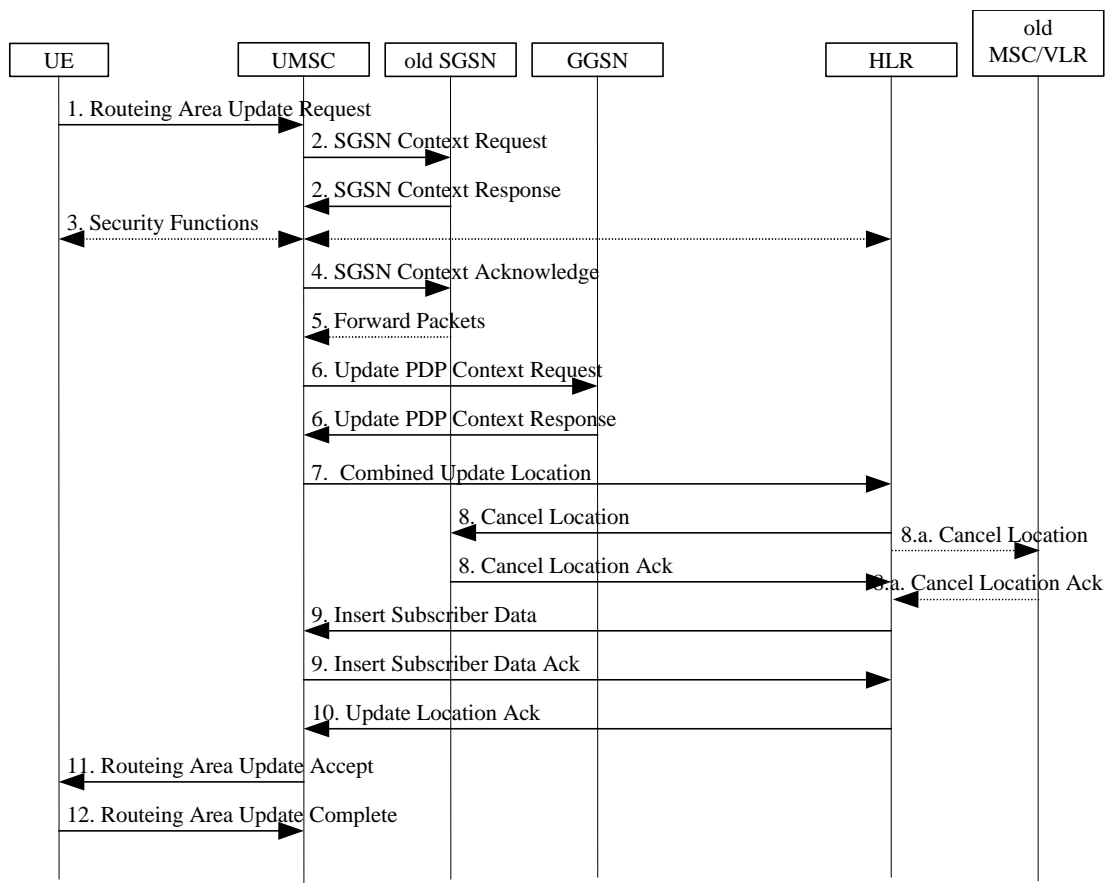 old
MSC/VLR
UE
UMSC
old SGSN
GGSN
HLR
1. Routeing Area Update Request
2. SGSN Context Request
2. SGSN Context Response
3. Security Functions
4. SGSN Context Acknowledge
5. Forward Packets
6. Update PDP Context Request
6. Update PDP Context Response
7. Combined Update Location
8. Cancel Location
8.a. Cancel Location
8. Cancel Location Ack
8.a. Cancel Location Ack
9. Insert Subscriber Data
9. Insert Subscriber Data Ack
10. Update Location Ack
11. Routeing Area Update Accept
12. Routeing Area Update Complete